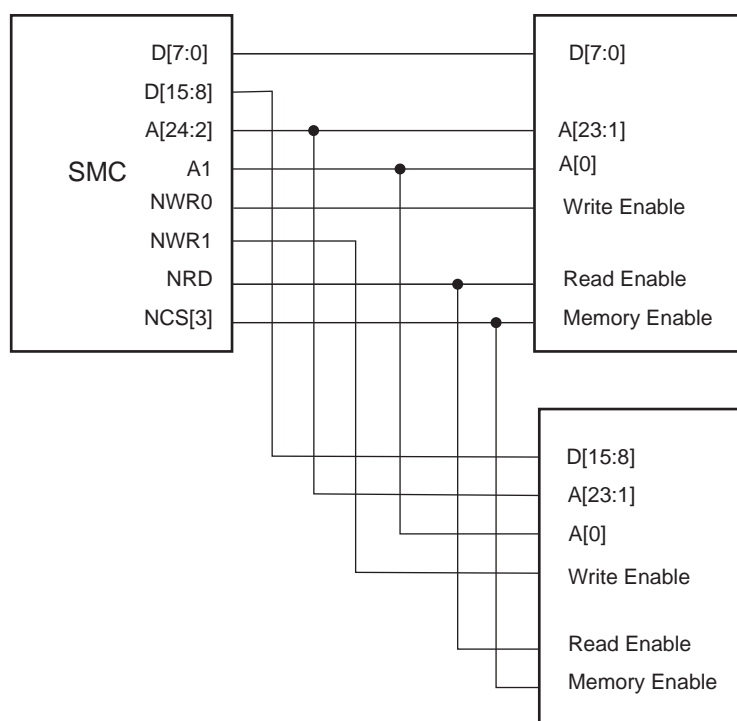 D[7:0]
D[15:8]
A[24:2]
SMC
A1
NWR0
NWR1
NRD
NCS[3]
D[7:0]
A[23:1]
A[0]
Write Enable
Read Enable
Memory Enable
D[15:8]
A[23:1]
A[0]
Write Enable
Read Enable
Memory Enable